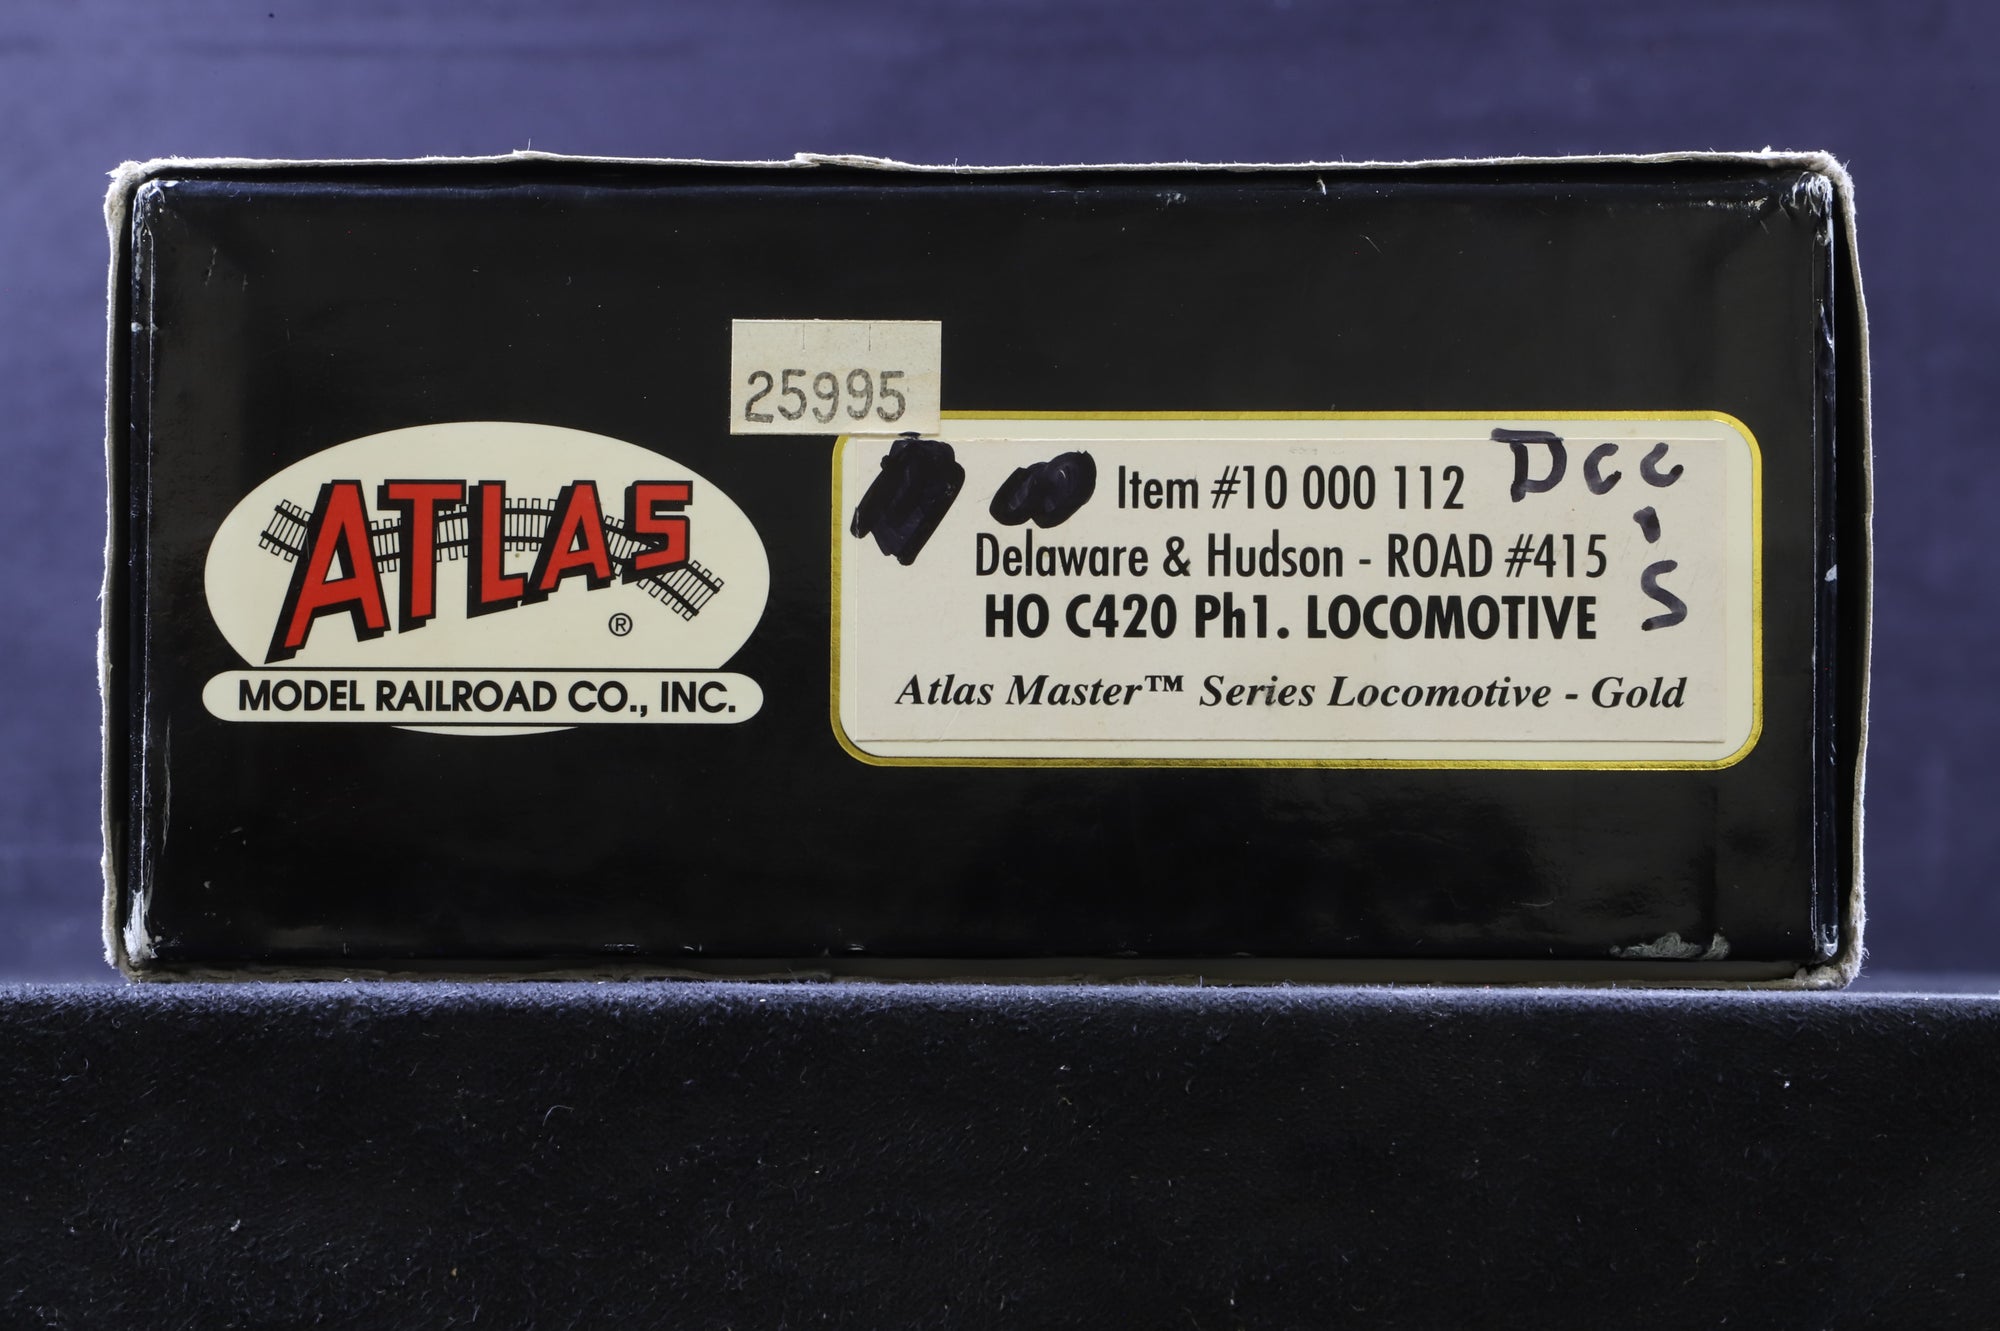 25995
ATLAS
®
MODEL RAILROAD CO., INC.
Item #10 000 112 DCC
Delaware & Hudson - ROAD #415
HO C420 Ph1. LOCOMOTIVE
Atlas Master™ Series Locomotive - Gold